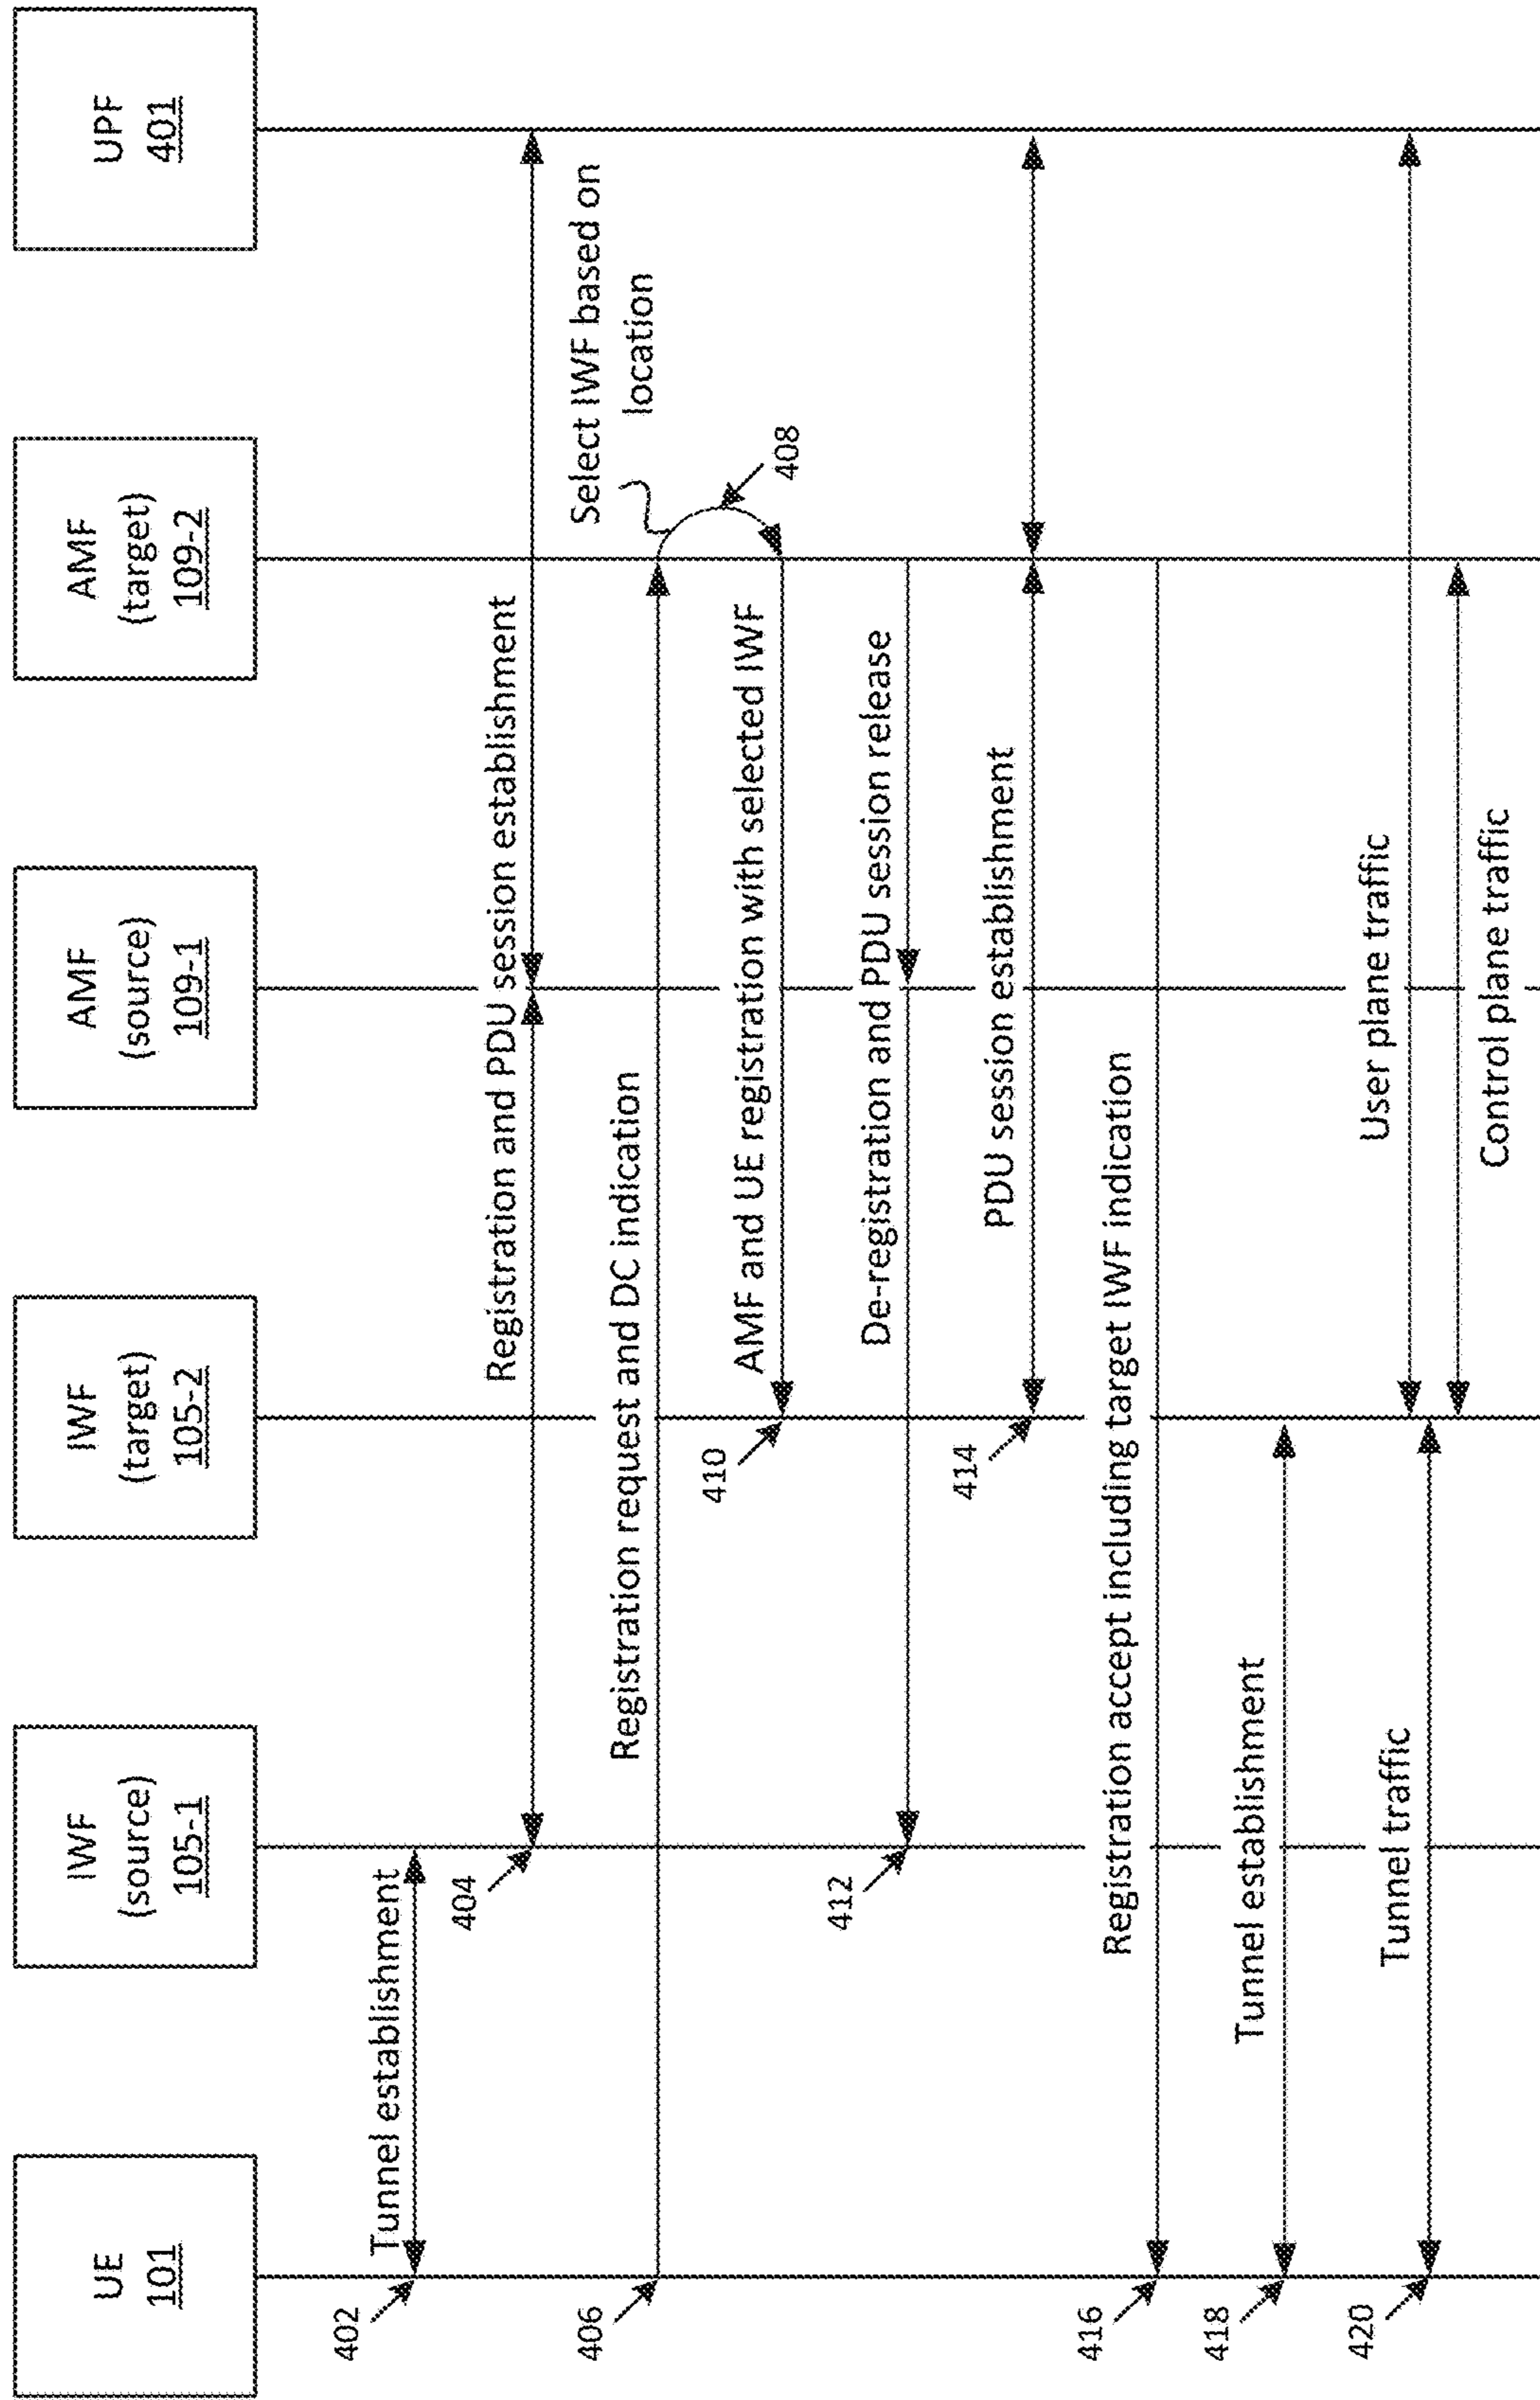 UE
101
IWF
(source)
105-1
IWF
(target)
105-2
AMF
(source)
109-1
AMF
(target)
109-2
UPF
401
402
Tunnel establishment
404
Registration and PDU session establishment
406
Registration request and DC indication
Select IWF based on
location
408
410
AMF and UE registration with selected IWF
412
De-registration and PDU session release
414
PDU session establishment
416
Registration accept including target IWF indication
418
Tunnel establishment
420
Tunnel traffic
User plane traffic
Control plane traffic